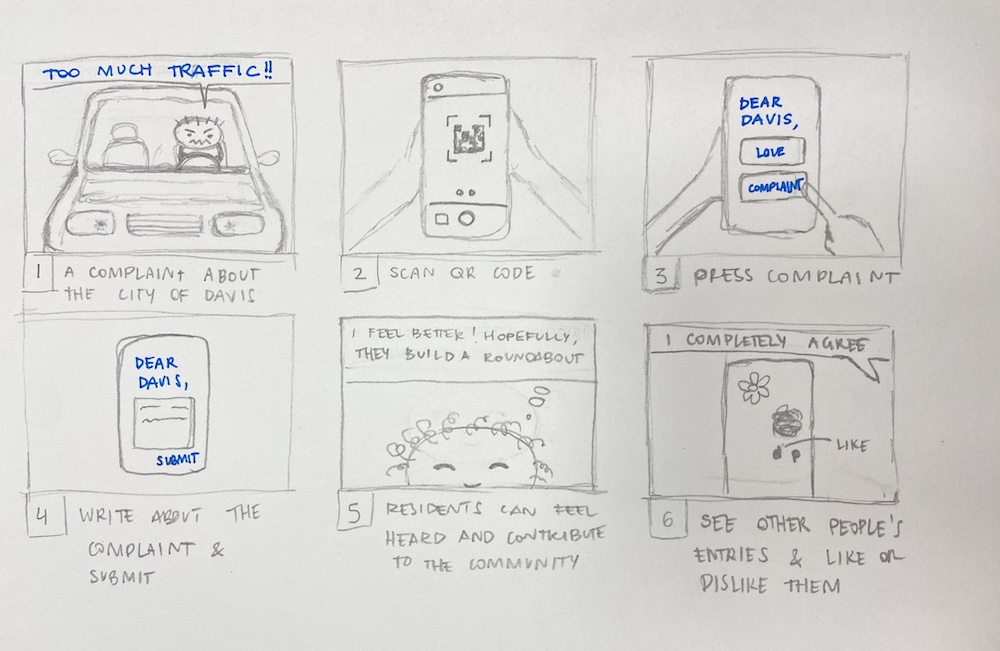 TOO MUCH TRAFFIC!!
1 A COMPLAINT ABOUT
THE CITY OF DAVIS
2 SCAN QR CODE
DEAR
DAVIS,
LOVE
COMPLAINT
3 PRESS COMPLAINT
DEAR
DAVIS,
SUBMIT
4 WRITE ABOUT THE
COMPLAINT &
SUBMIT
I FEEL BETTER! HOPEFULLY,
THEY BUILD A ROUNDABOUT
5 RESIDENTS CAN FEEL
HEARD AND CONTRIBUTE
TO THE COMMUNITY
I COMPLETELY AGREE
LIKE
6 SEE OTHER PEOPLE'S
ENTRIES & LIKE OR
DISLIKE THEM